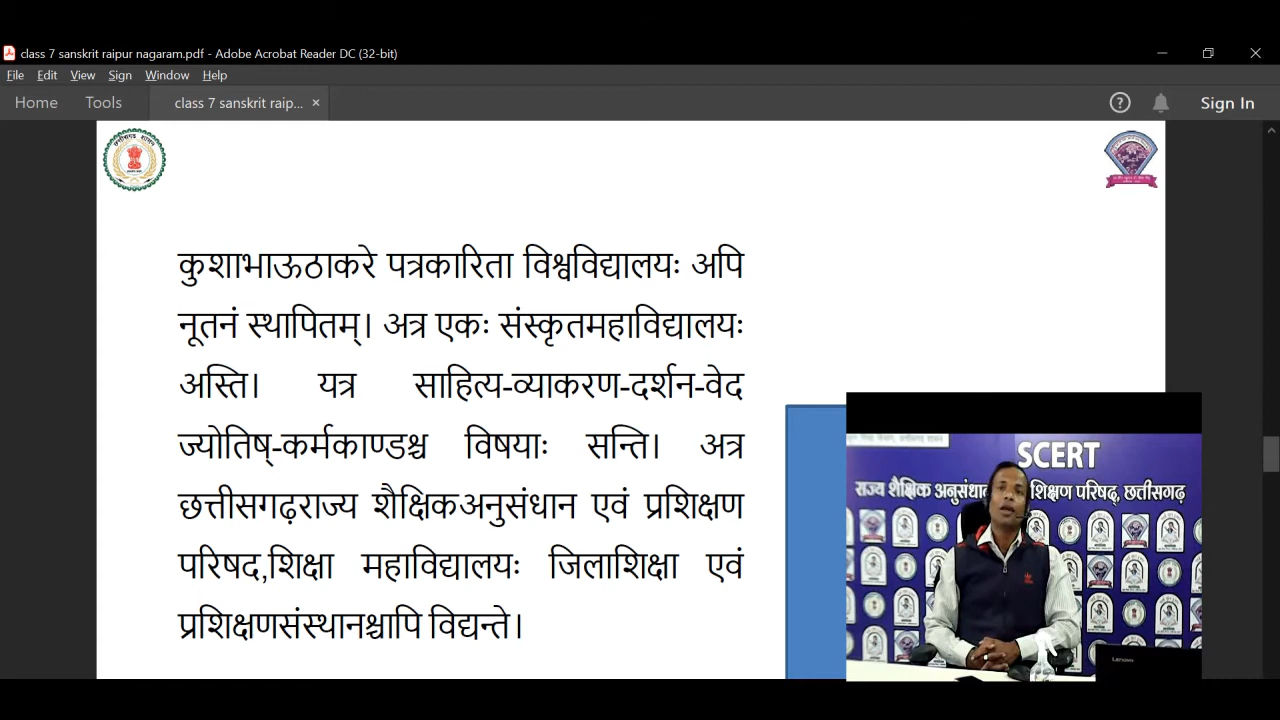 class 7 sanskrit raipur nagaram.pdf - Adobe Acrobat Reader DC (32-bit)
File Edit View Sign Window Help
Home Tools class 7 sanskrit raip... × Sign In
कुशाभाऊठाकरे पत्रकारिता विश्वविद्यालयः अपि
नूतनं स्थापितम्। अत्र एकः संस्कृतमहाविद्यालयः
अस्ति। यत्र साहित्य-व्याकरण-दर्शन-वेद
ज्योतिष्-कर्मकाण्डश्च विषयाः सन्ति। अत्र
छत्तीसगढ़राज्य शैक्षिकअनुसंधान एवं प्रशिक्षण
परिषद,शिक्षा महाविद्यालयः जिलाशिक्षा एवं
प्रशिक्षणसंस्थानश्चापि विद्यन्ते।
SCERT
राज्य शैक्षिक अनुसंधान शिक्षण परिषद्, छत्तीसगढ़
Lenovo